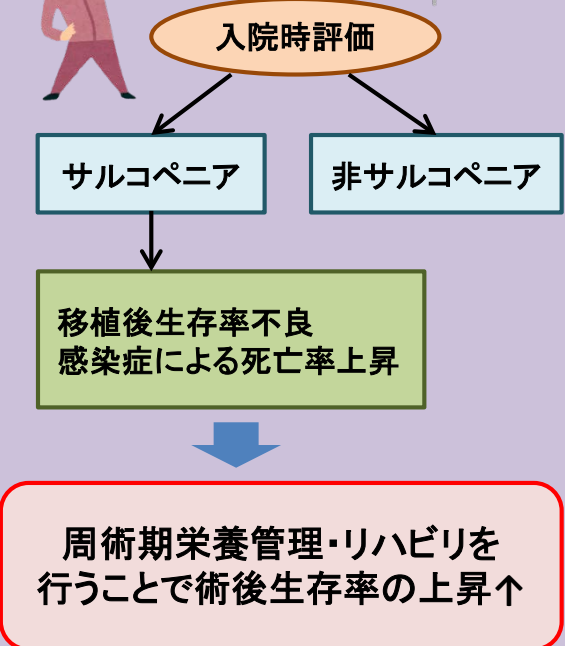 入院時評価
サルコペニア
非サルコペニア
移植後生存率不良
感染症による死亡率上昇
周術期栄養管理・リハビリを
行うことで術後生存率の上昇↑